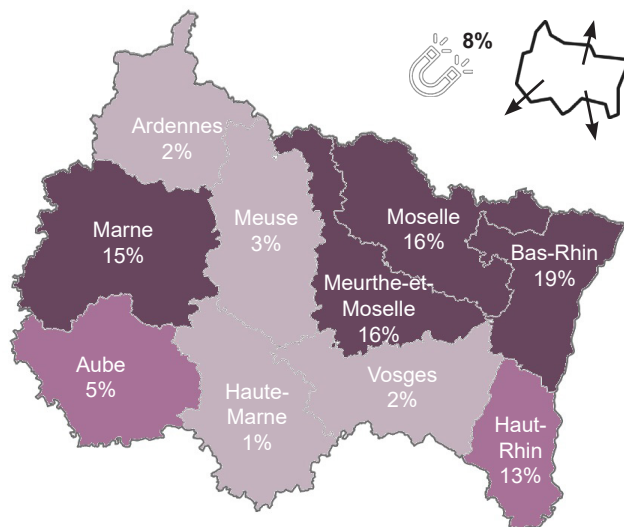 8%
Ardennes
2%
Meuse
3%
Marne
15%
Moselle
16%
Bas-Rhin
19%
Meurthe-et-
Moselle
16%
Aube
5%
Haute-
Marne
1%
Vosges
2%
Haut-
Rhin
13%